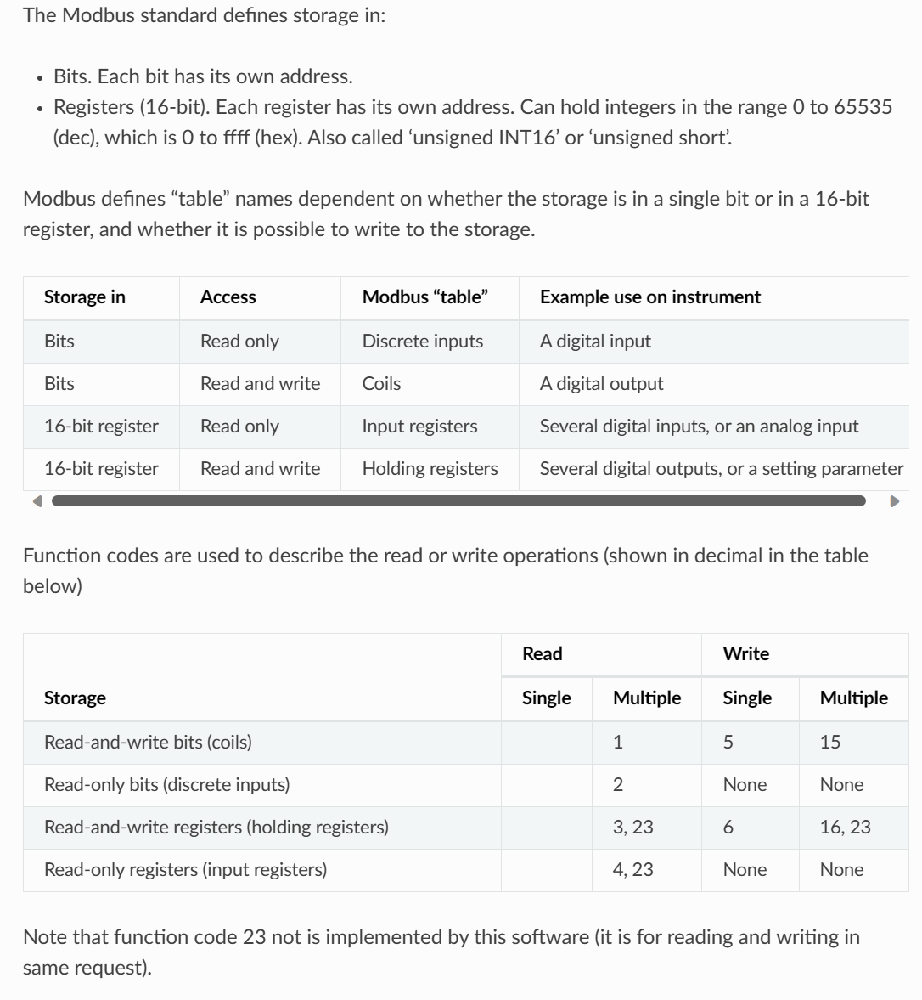 The Modbus standard defines storage in:
• Bits. Each bit has its own address.
• Registers (16-bit). Each register has its own address. Can hold integers in the range 0 to 65535
(dec), which is 0 to ffff (hex). Also called ‘unsigned INT16’ or ‘unsigned short’.
Modbus defines “table” names dependent on whether the storage is in a single bit or in a 16-bit
register, and whether it is possible to write to the storage.
Storage in Access Modbus “table” Example use on instrument
Bits Read only Discrete inputs A digital input
Bits Read and write Coils A digital output
16-bit register Read only Input registers Several digital inputs, or an analog input
16-bit register Read and write Holding registers Several digital outputs, or a setting parameter
Function codes are used to describe the read or write operations (shown in decimal in the table
below)
Read Write
Storage Single Multiple Single Multiple
Read-and-write bits (coils) 1 5 15
Read-only bits (discrete inputs) 2 None None
Read-and-write registers (holding registers) 3, 23 6 16, 23
Read-only registers (input registers) 4, 23 None None
Note that function code 23 not is implemented by this software (it is for reading and writing in
same request).